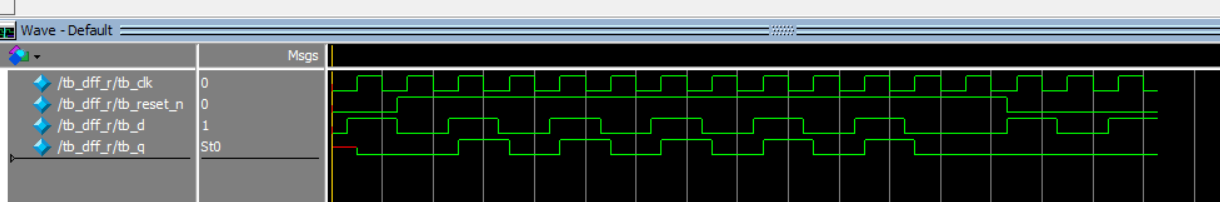 Wave - Default
Msgs
/tb_dff_r/tb_clk 0
/tb_dff_r/tb_reset_n 0
/tb_dff_r/tb_d 1
/tb_dff_r/tb_q St0